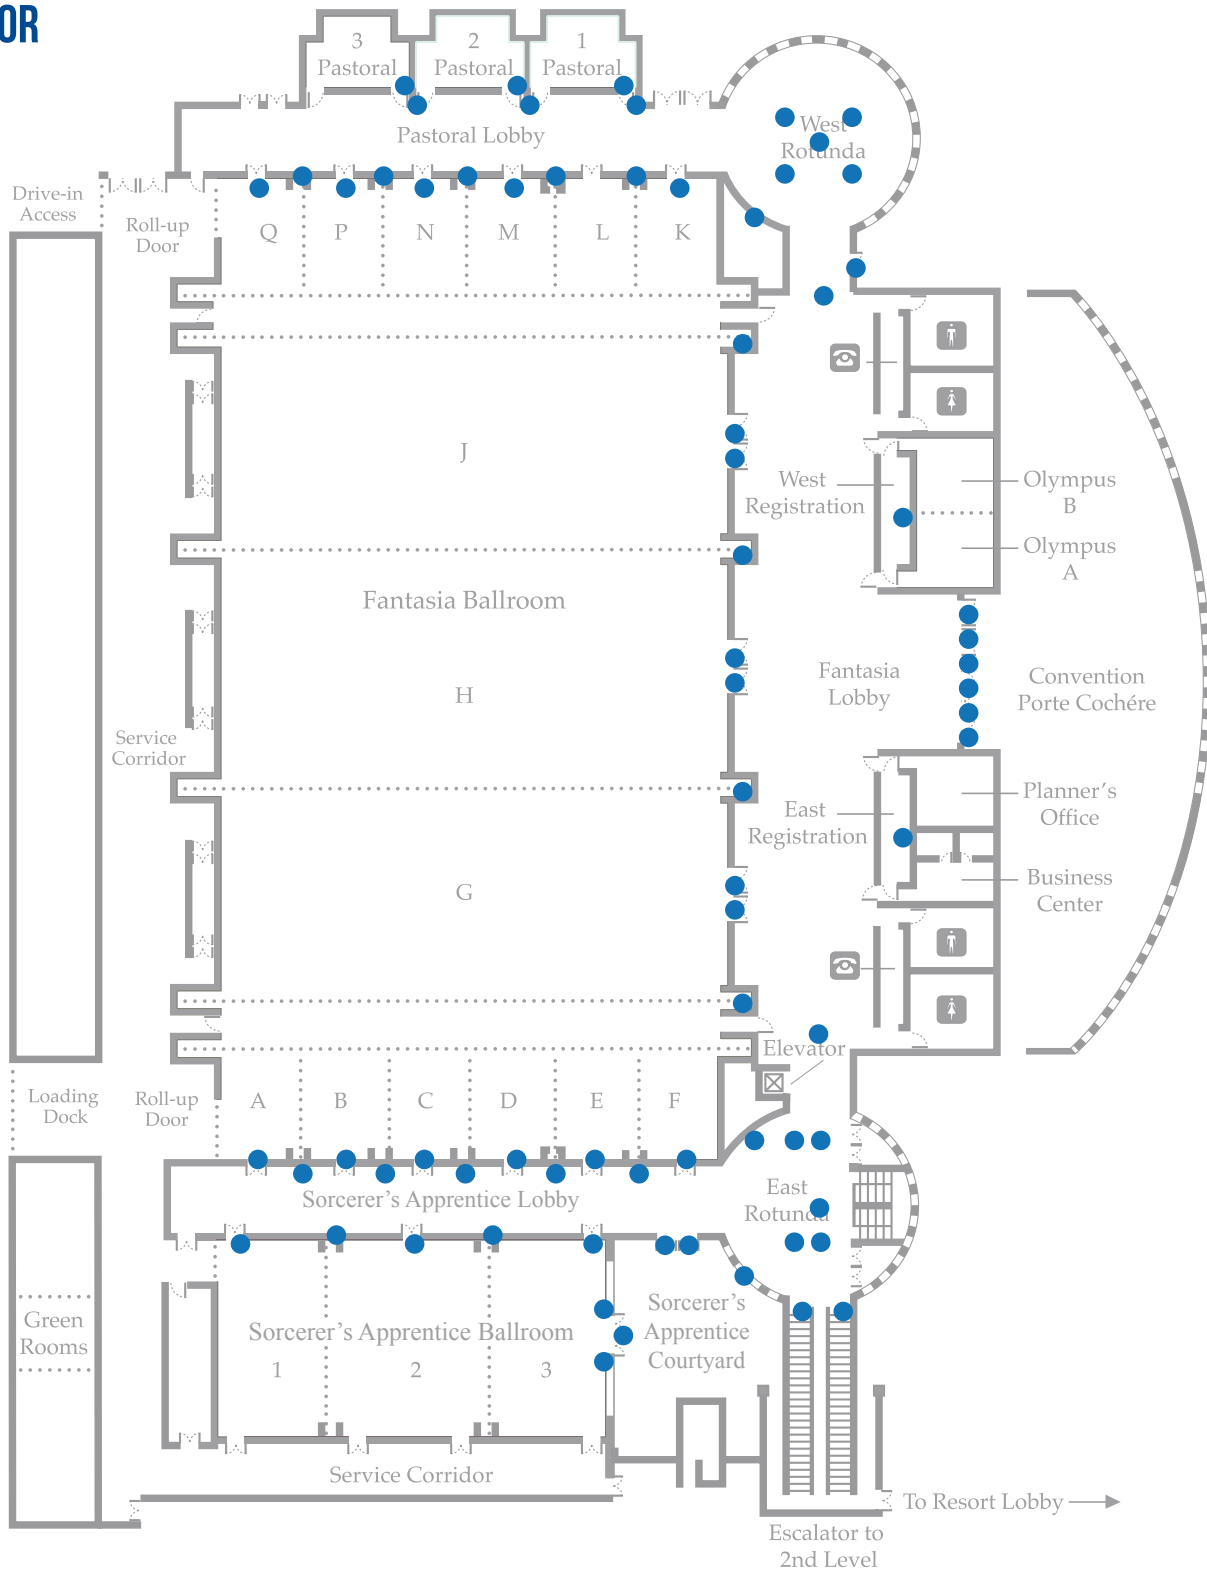 OR
3
Pastoral
2
Pastoral
1
Pastoral
Pastoral Lobby
West
Rotunda
Drive-in
Access
Roll-up
Door
Q
P
N
M
L
K
J
West
Registration
Olympus
B
Olympus
A
Fantasia Ballroom
Fantasia
Lobby
Convention
Porte Cochére
H
Service
Corridor
Planner's
Office
East
Registration
G
Business
Center
Elevator
Loading
Dock
Roll-up
Door
A
B
C
D
E
F
Sorcerer's Apprentice Lobby
East
Rotunda
Green
Rooms
Sorcerer's Apprentice Ballroom
1
2
3
Sorcerer's
Apprentice
Courtyard
Service Corridor
To Resort Lobby
Escalator to
2nd Level